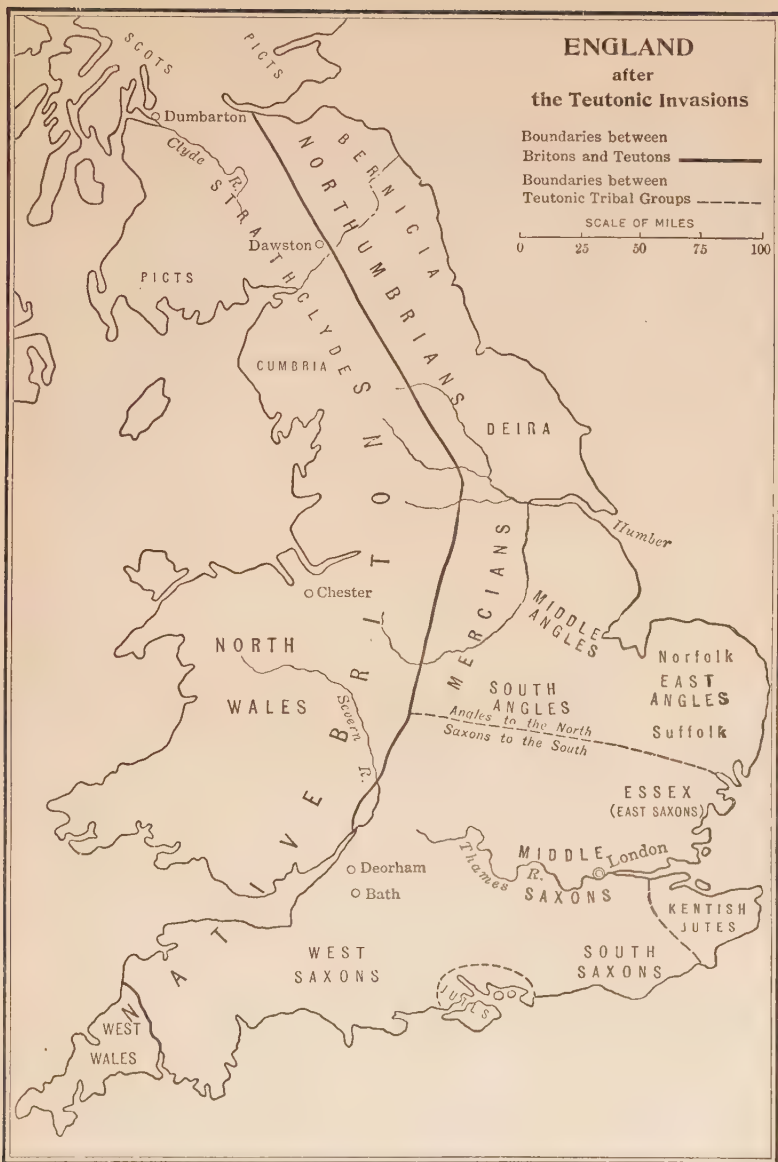 ENGLAND
after
the Teutonic Invasions
Boundaries between
Britons and Teutons
Boundaries between
Teutonic Tribal Groups
SCALE OF MILES
0 25 50 75 100
SCOTS
PICTS
Dumbarton
Clyde R.
STRATHCLYDE
BERNICIA
NORTHUMBRIANS
Dawston
PICTS
CUMBRIA
DEIRA
Humber
NATIVE BRITONS
Chester
MERCIANS
MIDDLE
ANGLES
NORTH
WALES
Severn R.
Norfolk
EAST
ANGLES
Suffolk
SOUTH
ANGLES
Angles to the North
Saxons to the South
ESSEX
(EAST SAXONS)
MIDDLE
SAXONS
London
Thames R.
Deorham
Bath
KENTISH
JUTES
WEST
SAXONS
SOUTH
SAXONS
JUTES
WEST
WALES